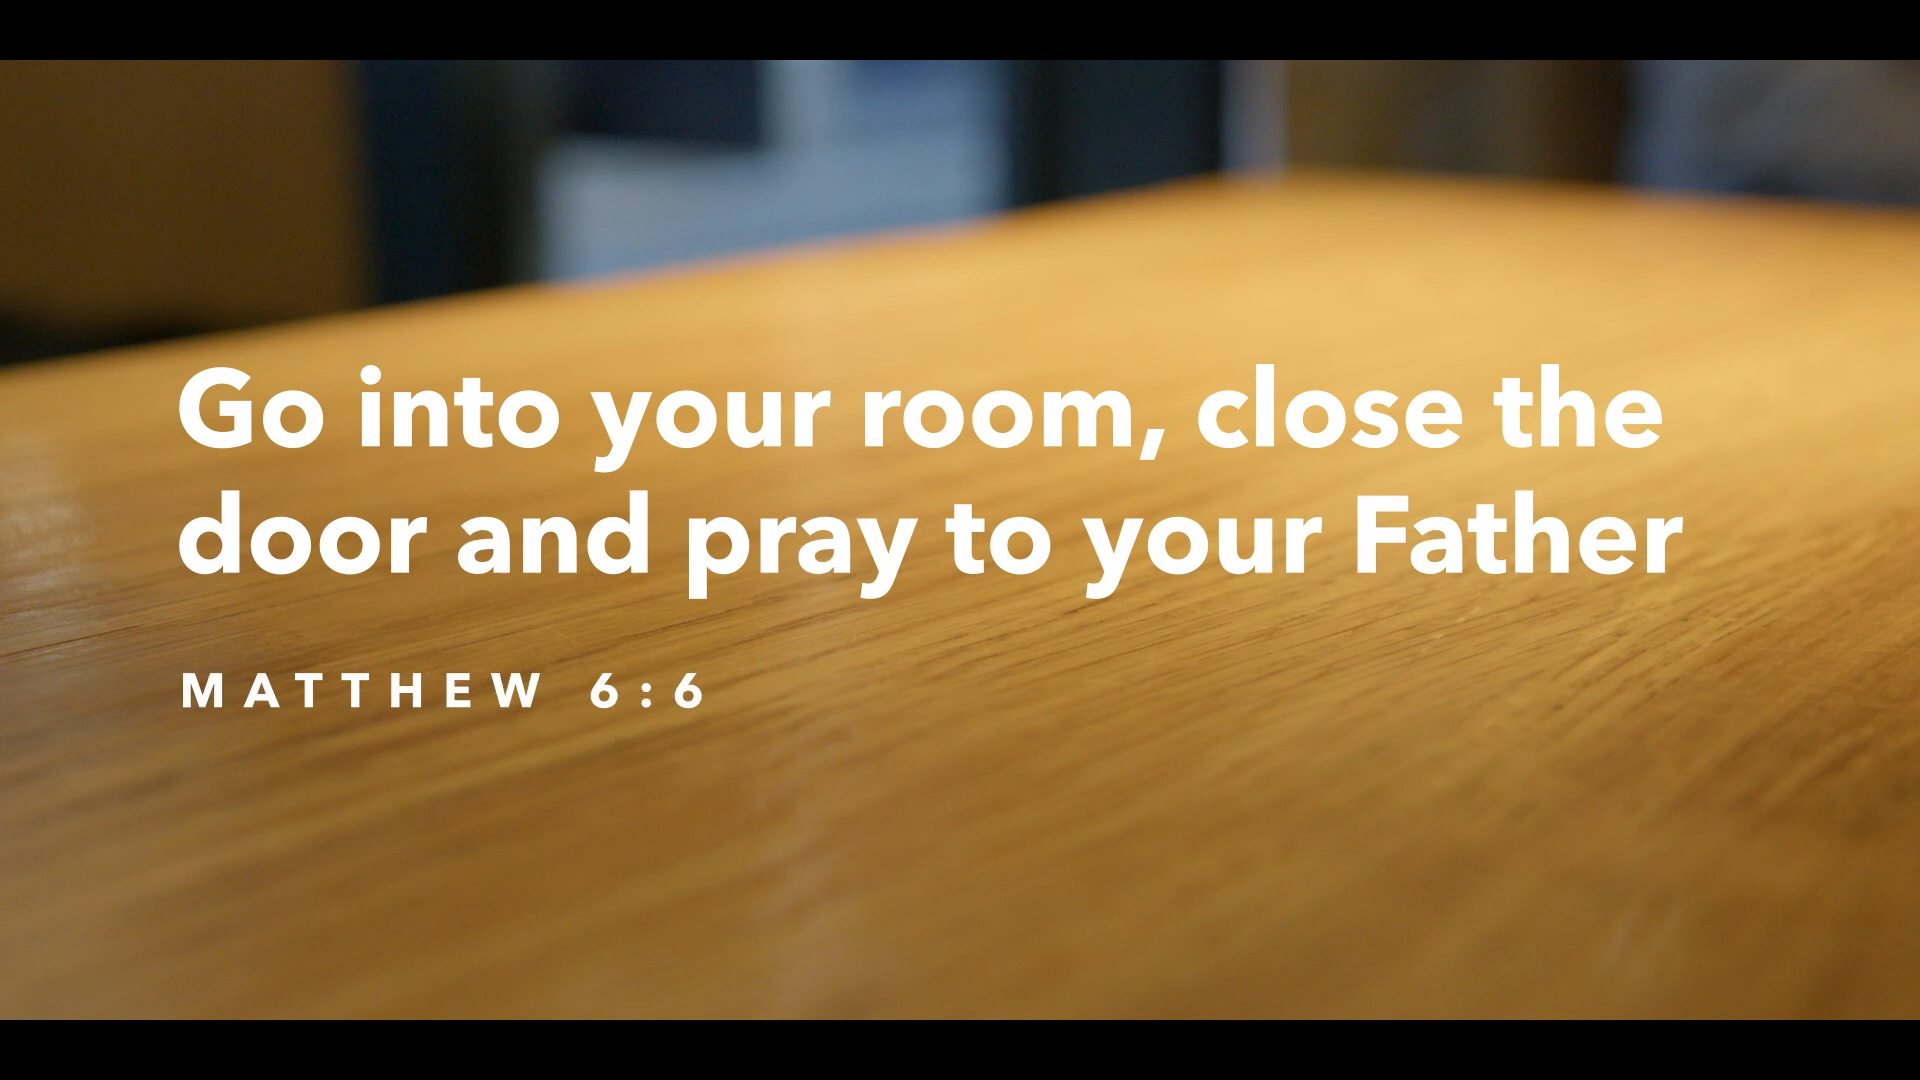 Go into your room, close the
door and pray to your Father
MATTHEW 6:6